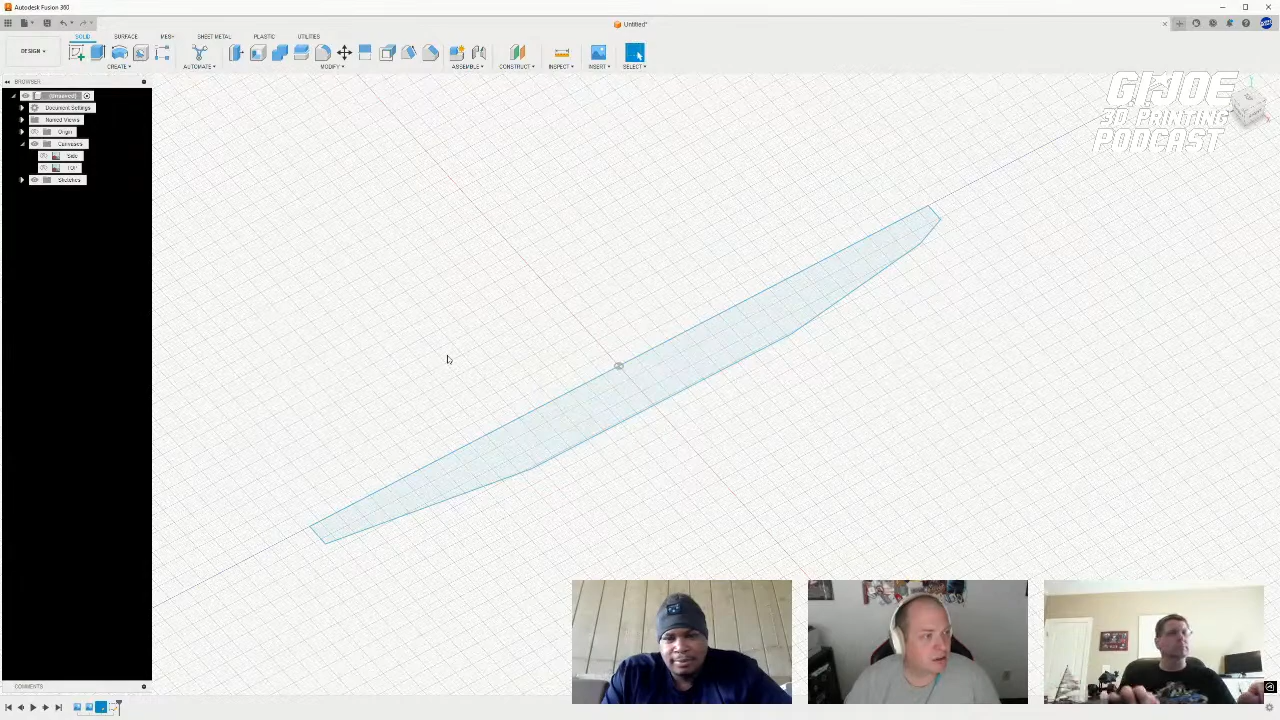 Autodesk Fusion 360
Untitled*
DESIGN
SOLID SURFACE MESH SHEET METAL PLASTIC UTILITIES
CREATE AUTOMATE MODIFY ASSEMBLE CONSTRUCT INSPECT INSERT SELECT
BROWSER
(Unsaved)
Document Settings
Named Views
Origin
Canvases
Side
TOP
Sketches
G.I. JOE
3D PRINTING
PODCAST
COMMENTS